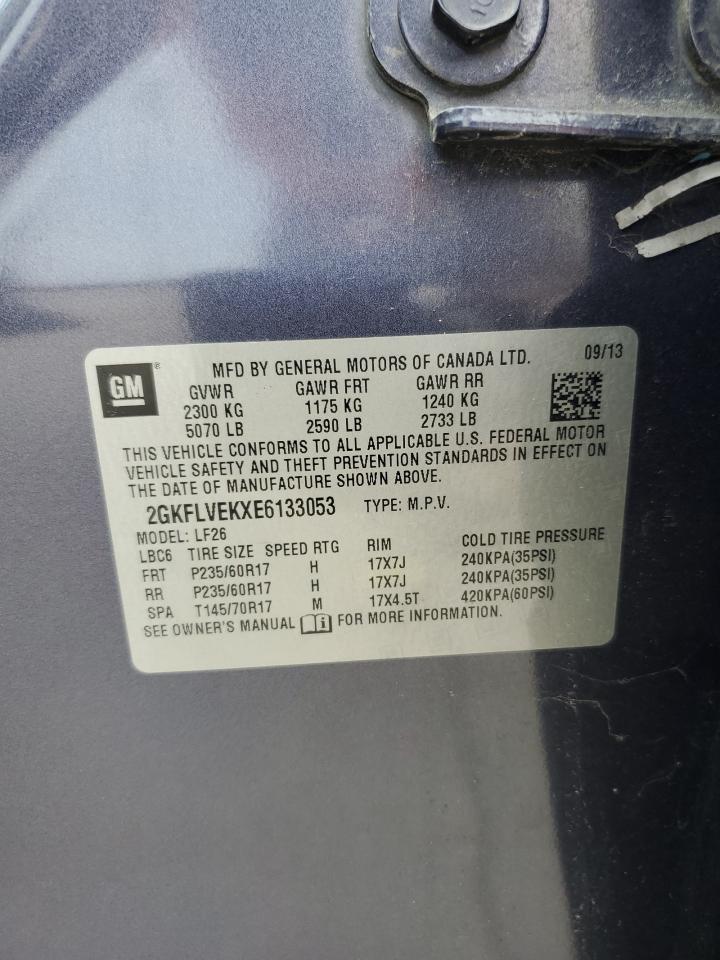 GM ® MFD BY GENERAL MOTORS OF CANADA LTD. 09/13
GVWR GAWR FRT GAWR RR
2300 KG 1175 KG 1240 KG
5070 LB 2590 LB 2733 LB
THIS VEHICLE CONFORMS TO ALL APPLICABLE U.S. FEDERAL MOTOR
VEHICLE SAFETY AND THEFT PREVENTION STANDARDS IN EFFECT ON
THE DATE OF MANUFACTURE SHOWN ABOVE.
2GKFLVEKXE6133053 TYPE: M.P.V.
MODEL: LF26
LBC6 TIRE SIZE SPEED RTG RIM COLD TIRE PRESSURE
FRT P235/60R17 H 17X7J 240KPA(35PSI)
RR P235/60R17 H 17X7J 240KPA(35PSI)
SPA T145/70R17 M 17X4.5T 420KPA(60PSI)
SEE OWNER'S MANUAL i FOR MORE INFORMATION.